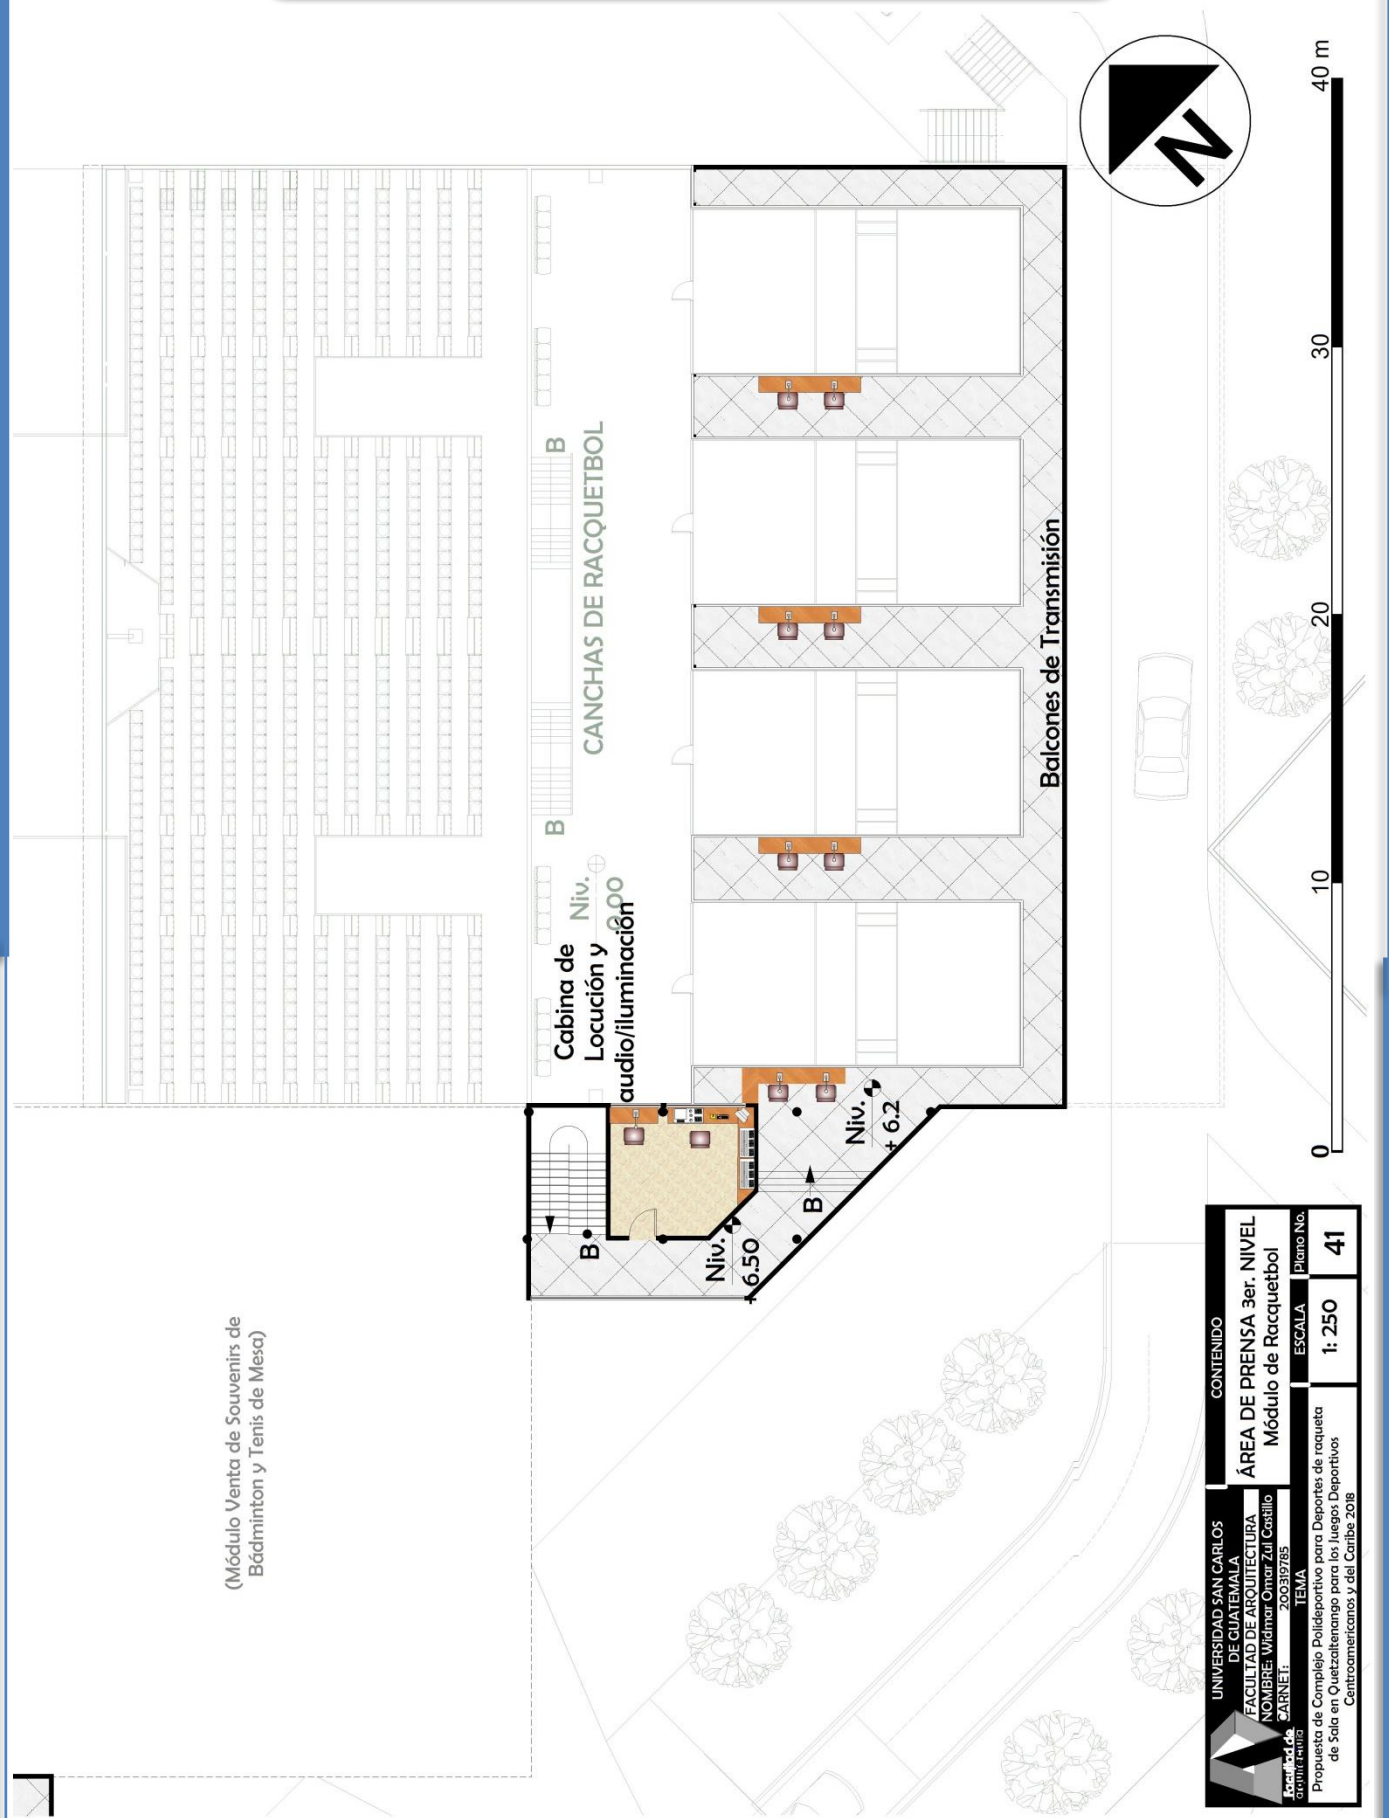 (Módulo Venta de Souvenirs de
Bádminton y Tenis de Mesa)
CANCHAS DE RACQUETBOL
B
B
Niv.
0.00
Cabina de
Locución y
audio/iluminación
Balcones de Transmisión
B
B
Niv.
+ 6.50
Niv.
+ 6.2
N
0
10
20
30
40 m
UNIVERSIDAD SAN CARLOS
DE GUATEMALA
FACULTAD DE ARQUITECTURA
NOMBRE: Widmar Omar Zul Castillo
CARNET: 200319785
Facultad de
arquitectura
CONTENIDO
ÁREA DE PRENSA 3er. NIVEL
Módulo de Racquetbol
TEMA
Propuesta de Complejo Polideportivo para Deportes de raqueta
de Sala en Quetzaltenango para los Juegos Deportivos
Centroamericanos y del Caribe 2018
ESCALA
1: 250
Plano No.
41